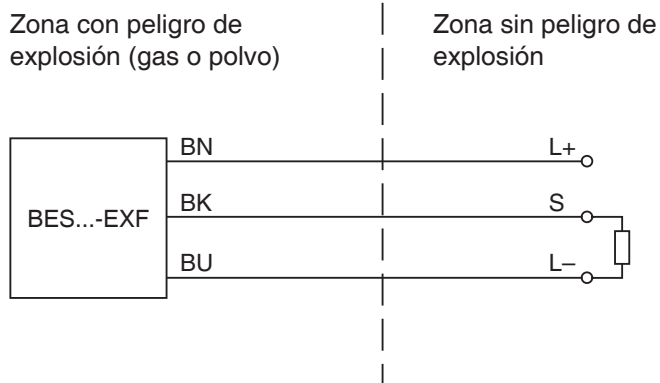 Zona con peligro de
explosión (gas o polvo)
Zona sin peligro de
explosión
BN
L+
BES...-EXF
BK
S
BU
L–